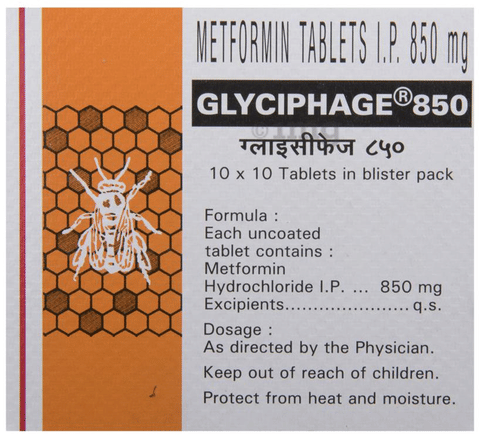 METFORMIN TABLETS I.P. 850 mg
GLYCIPHAGE® 850
ग्लाइसीफेज ८५०
10 x 10 Tablets in blister pack
Formula :
Each uncoated
tablet contains :
Metformin
Hydrochloride I.P. ... 850 mg
Excipients...................... q.s.
Dosage :
As directed by the Physician.
Keep out of reach of children.
Protect from heat and moisture.